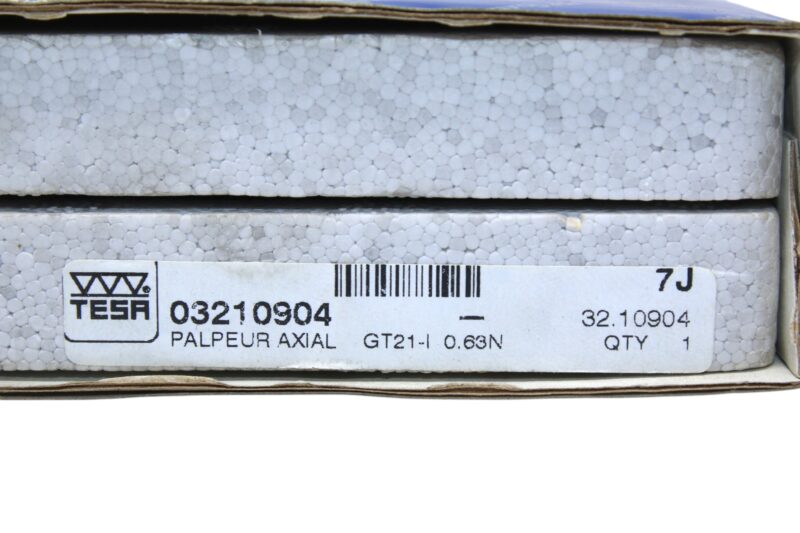 TESA
7J
03210904 – 32.10904
PALPEUR AXIAL GT21-I 0.63N QTY 1